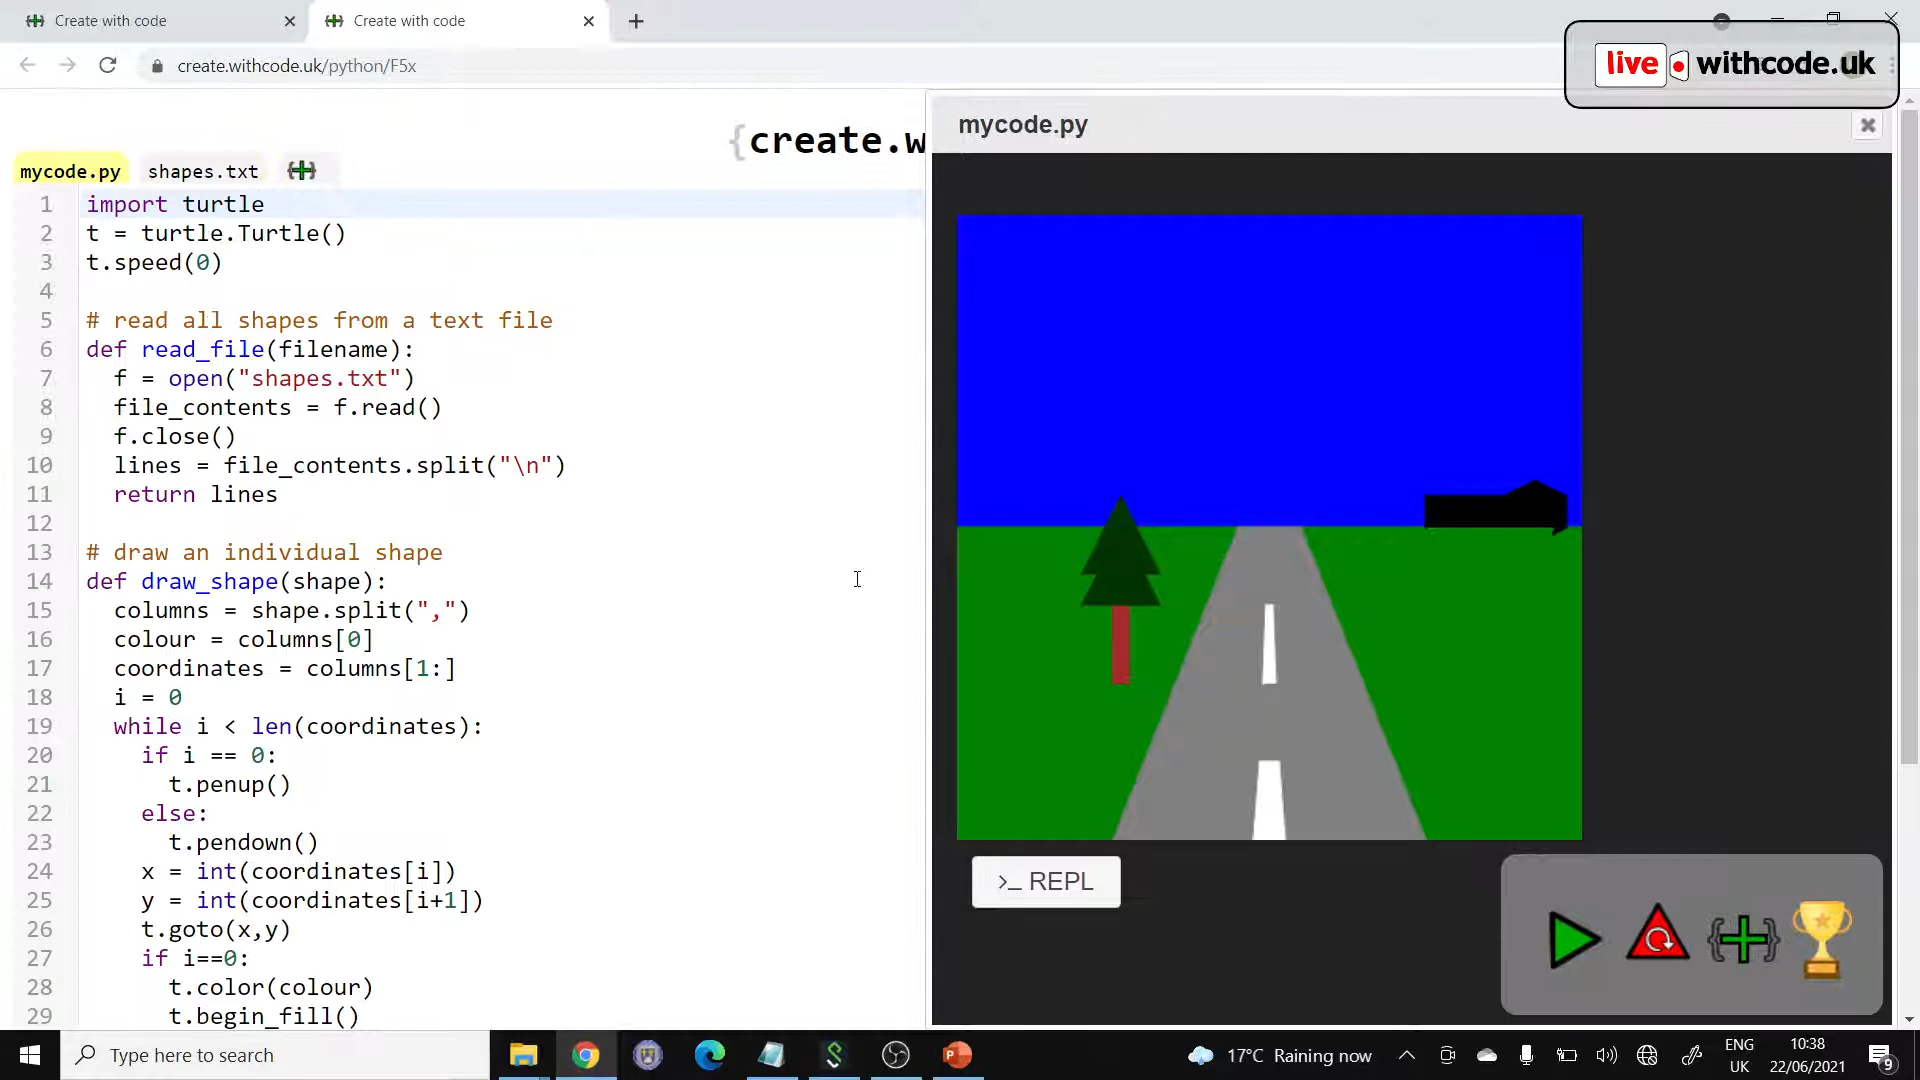 Create with code
Create with code
create.withcode.uk/python/F5x
live withcode.uk
{create.w
mycode.py
shapes.txt
mycode.py
1 import turtle
2 t = turtle.Turtle()
3 t.speed(0)
4
5 # read all shapes from a text file
6 def read_file(filename):
7 f = open("shapes.txt")
8 file_contents = f.read()
9 f.close()
10 lines = file_contents.split("\n")
11 return lines
12
13 # draw an individual shape
14 def draw_shape(shape):
15 columns = shape.split(",")
16 colour = columns[0]
17 coordinates = columns[1:]
18 i = 0
19 while i < len(coordinates):
20 if i == 0:
21 t.penup()
22 else:
23 t.pendown()
24 x = int(coordinates[i])
25 y = int(coordinates[i+1])
26 t.goto(x,y)
27 if i==0:
28 t.color(colour)
29 t.begin_fill()
>_ REPL
Type here to search
17°C Raining now
ENG
UK
10:38
22/06/2021
9